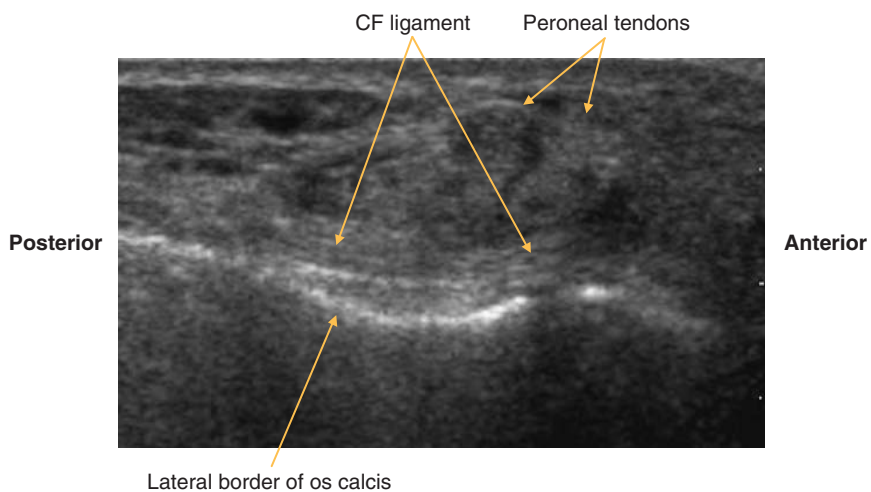 CF ligament
Peroneal tendons
Posterior
Anterior
Lateral border of os calcis